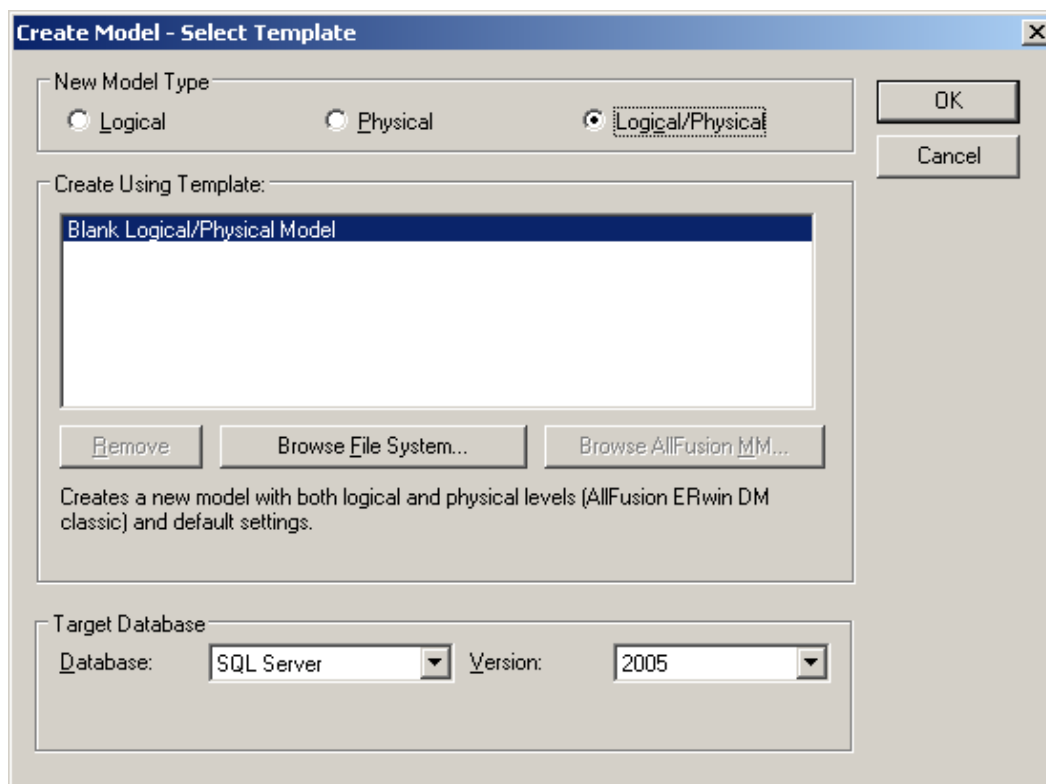 Create Model - Select Template
New Model Type
Logical
Physical
Logical/Physical
OK
Cancel
Create Using Template:
Blank Logical/Physical Model
Remove
Browse File System...
Browse AllFusion MM...
Creates a new model with both logical and physical levels (AllFusion ERwin DM
classic) and default settings.
Target Database
Database:
SQL Server
Version:
2005